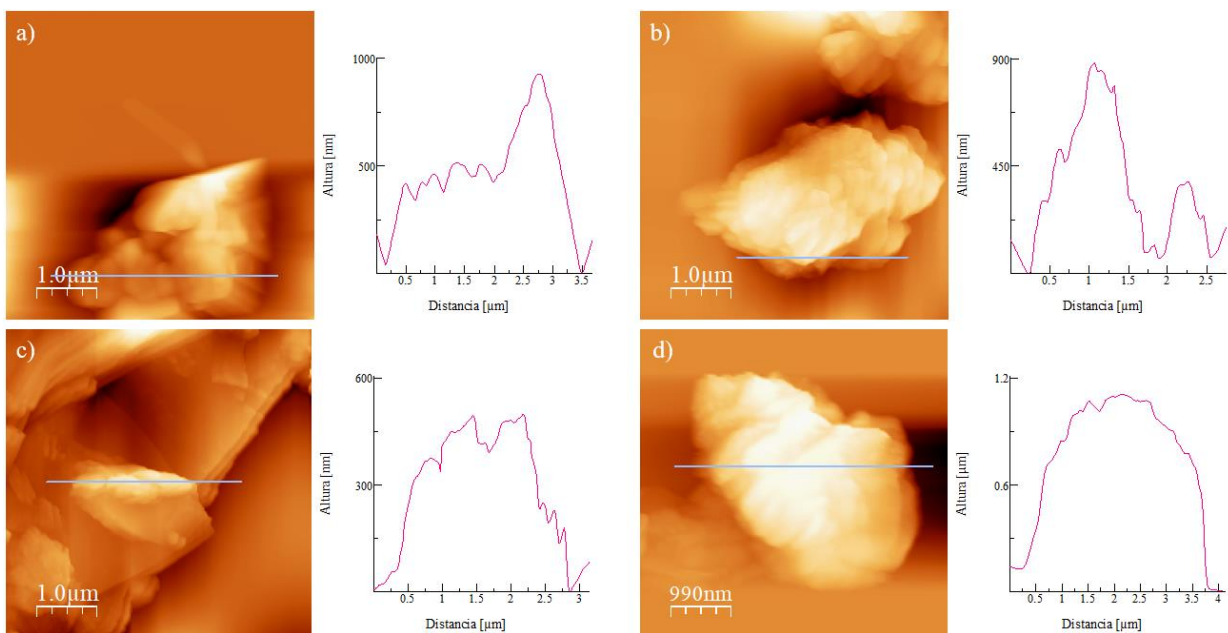 a)
1.0µm
1000
500
Altura [nm]
0.5 1 1.5 2 2.5 3 3.5
Distancia [µm]
b)
1.0µm
900
450
Altura [nm]
0.5 1 1.5 2 2.5
Distancia [µm]
c)
1.0µm
600
300
Altura [nm]
0.5 1 1.5 2 2.5 3
Distancia [µm]
d)
990nm
1.2
0.6
Altura [µm]
0.5 1 1.5 2 2.5 3 3.5 4
Distancia [µm]